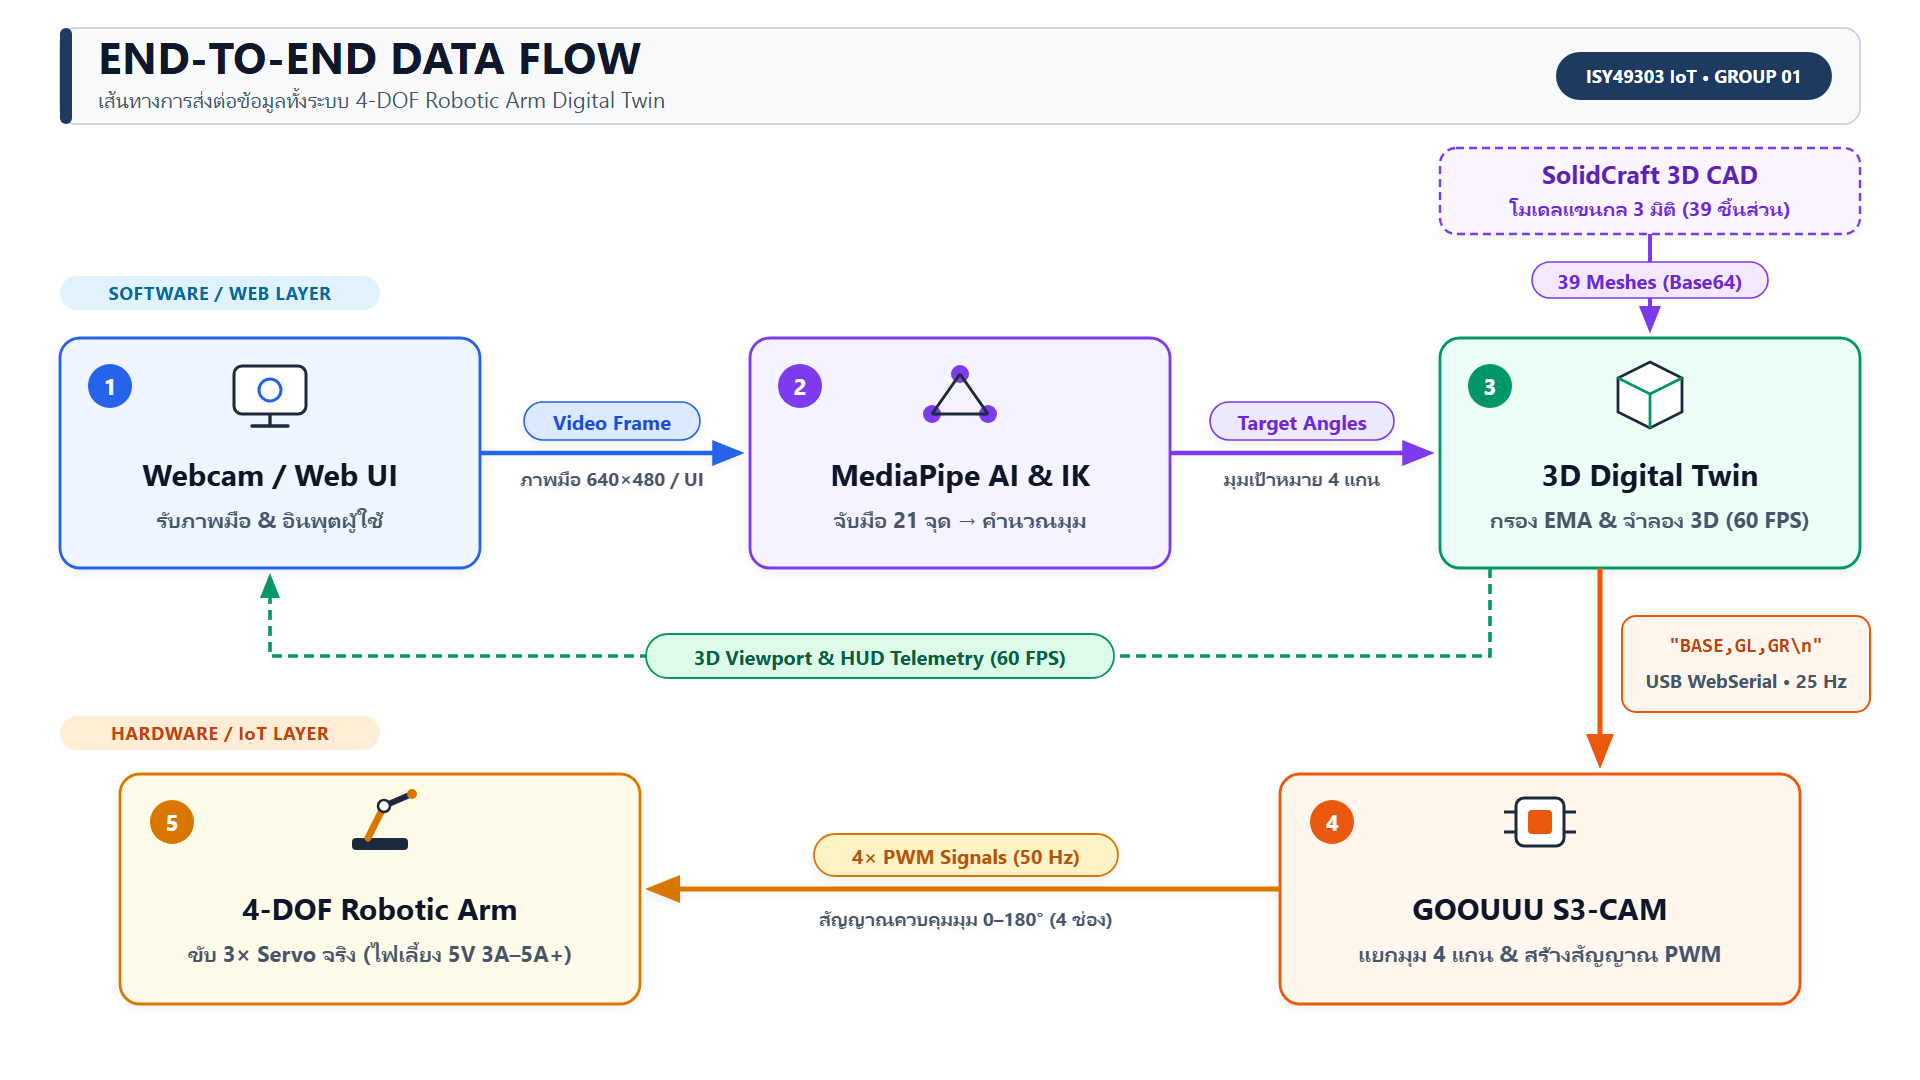 END-TO-END DATA FLOW
เส้นทางการส่งต่อข้อมูลทั้งระบบ 4-DOF Robotic Arm Digital Twin
ISY49303 IoT • GROUP 01
SolidCraft 3D CAD
โมเดลแขนกล 3 มิติ (39 ชิ้นส่วน)
39 Meshes (Base64)
SOFTWARE / WEB LAYER
1
Webcam / Web UI
รับภาพมือ & อินพุตผู้ใช้
Video Frame
ภาพมือ 640×480 / UI
2
MediaPipe AI & IK
จับมือ 21 จุด → คำนวณมุม
Target Angles
มุมเป้าหมาย 4 แกน
3
3D Digital Twin
กรอง EMA & จำลอง 3D (60 FPS)
3D Viewport & HUD Telemetry (60 FPS)
"BASE,GL,GR\n"
USB WebSerial • 25 Hz
HARDWARE / IoT LAYER
5
4-DOF Robotic Arm
ขับ 3× Servo จริง (ไฟเลี้ยง 5V 3A–5A+)
4× PWM Signals (50 Hz)
สัญญาณควบคุมมุม 0–180° (4 ช่อง)
4
GOOUUU S3-CAM
แยกมุม 4 แกน & สร้างสัญญาณ PWM